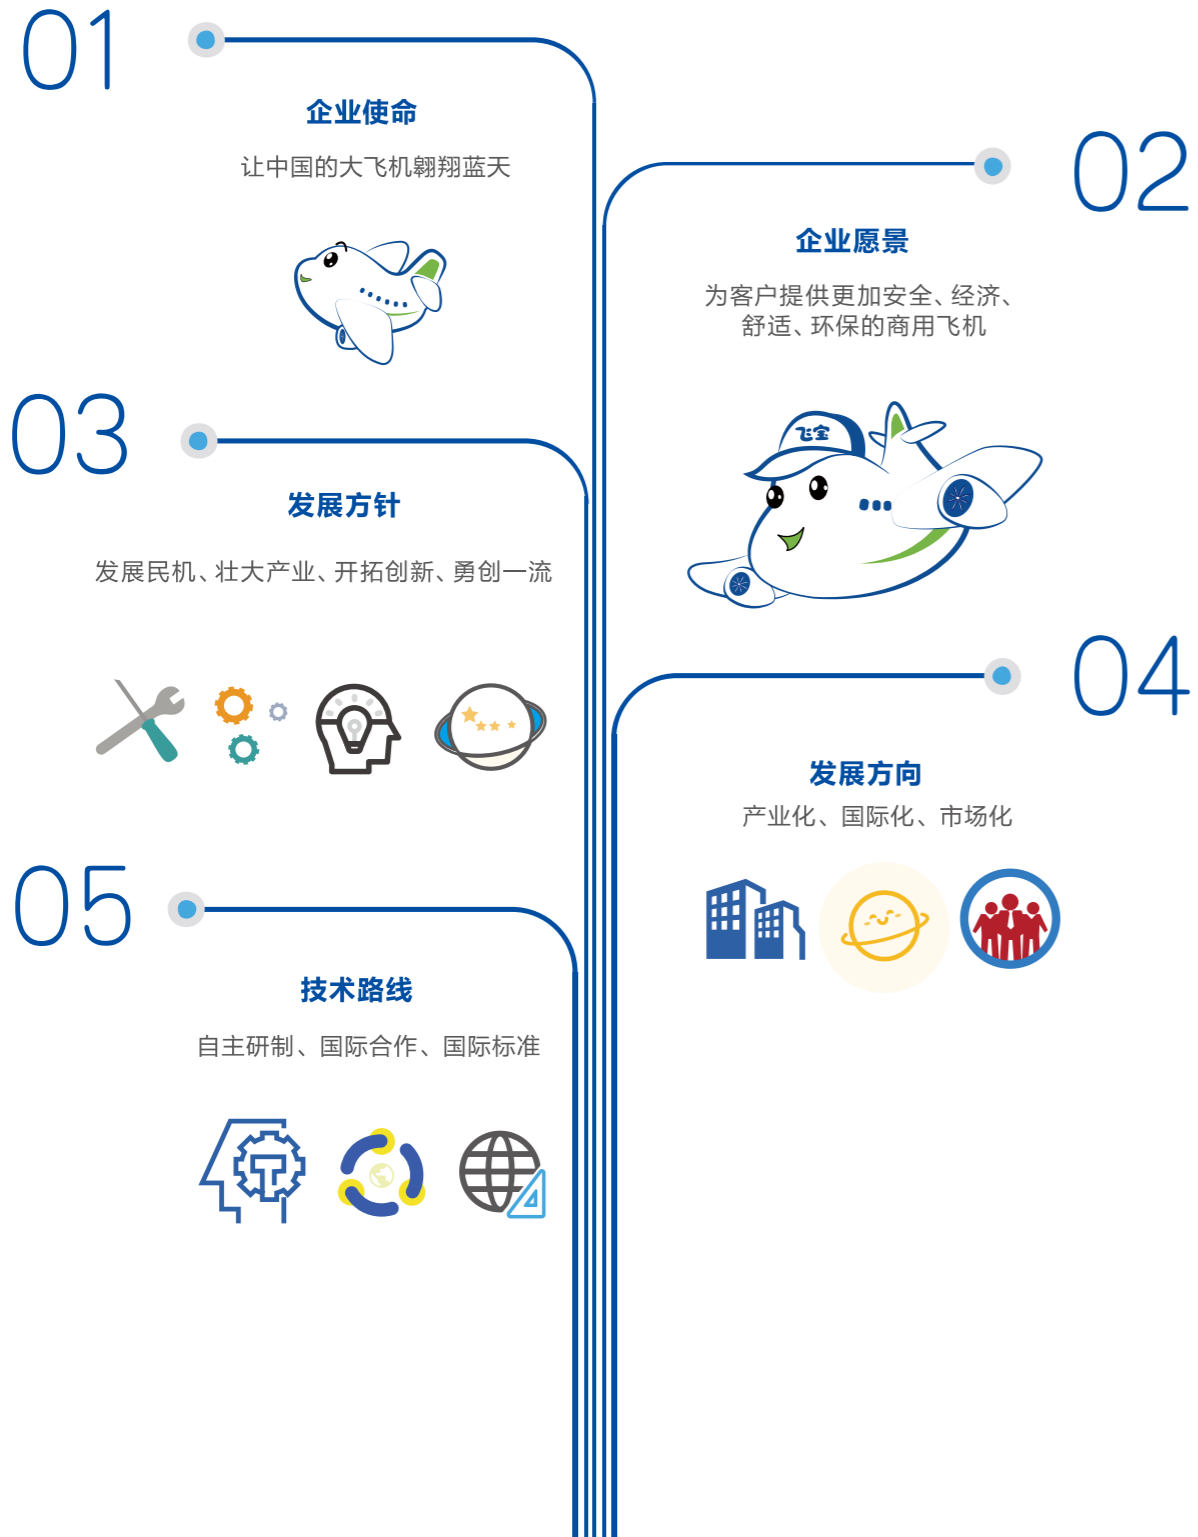 01
企业使命
让中国的大飞机翱翔蓝天
02
企业愿景
为客户提供更加安全、经济、
舒适、环保的商用飞机
飞宝
03
发展方针
发展民机、壮大产业、开拓创新、勇创一流
04
发展方向
产业化、国际化、市场化
05
技术路线
自主研制、国际合作、国际标准